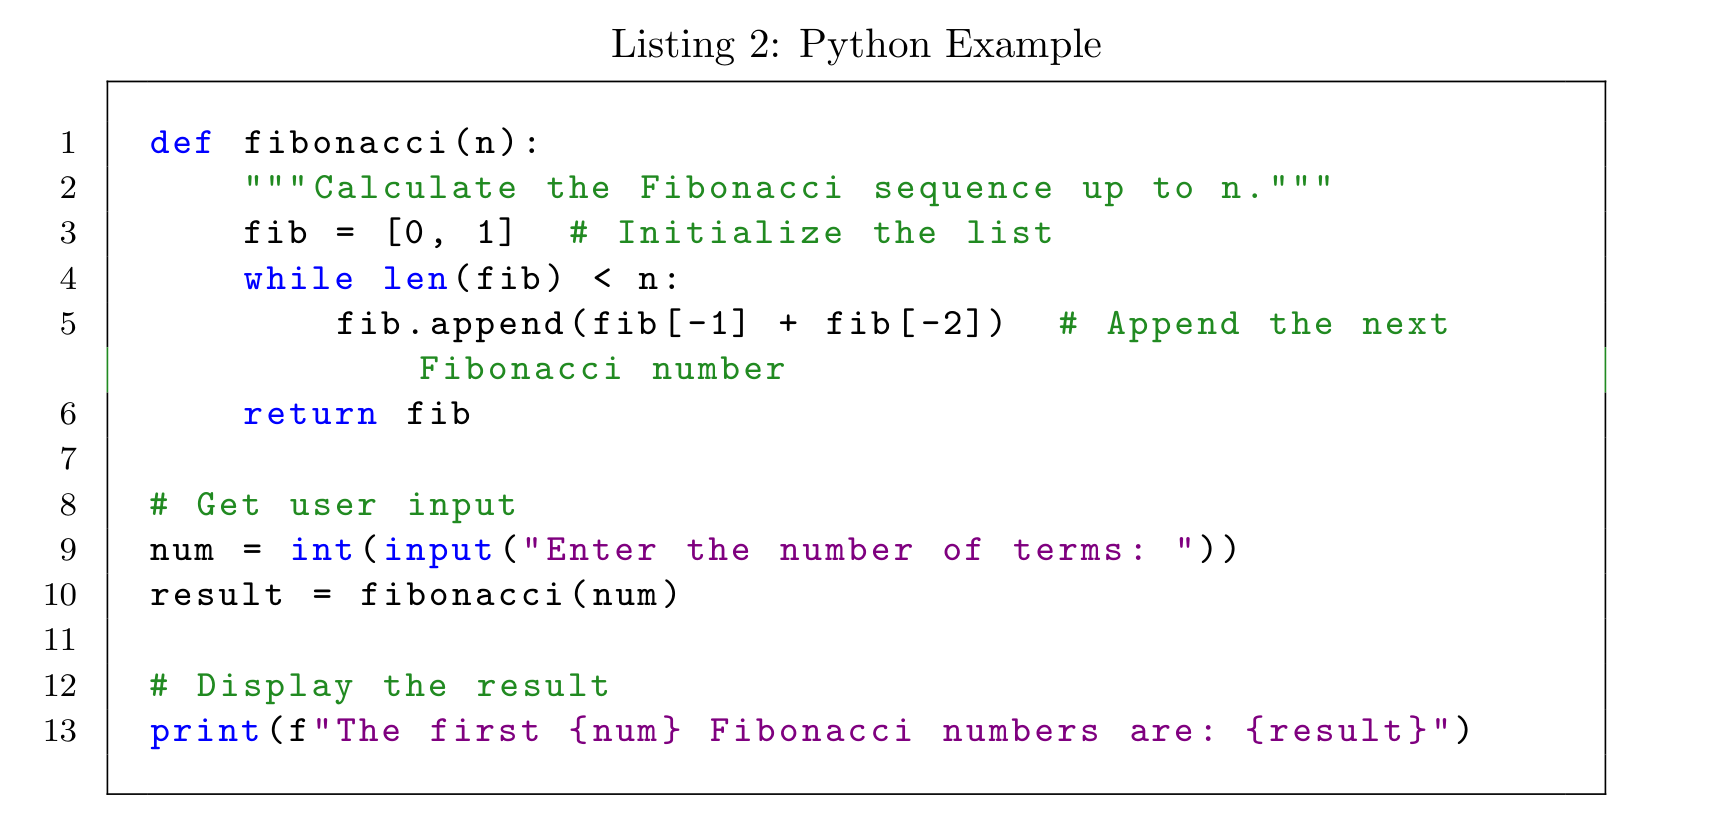 Listing 2: Python Example
1 def fibonacci(n):
2     """Calculate the Fibonacci sequence up to n."""
3     fib = [0, 1]  # Initialize the list
4     while len(fib) < n:
5         fib.append(fib[-1] + fib[-2])  # Append the next
Fibonacci number
6     return fib
7
8 # Get user input
9 num = int(input("Enter the number of terms: "))
10 result = fibonacci(num)
11
12 # Display the result
13 print(f"The first {num} Fibonacci numbers are: {result}")